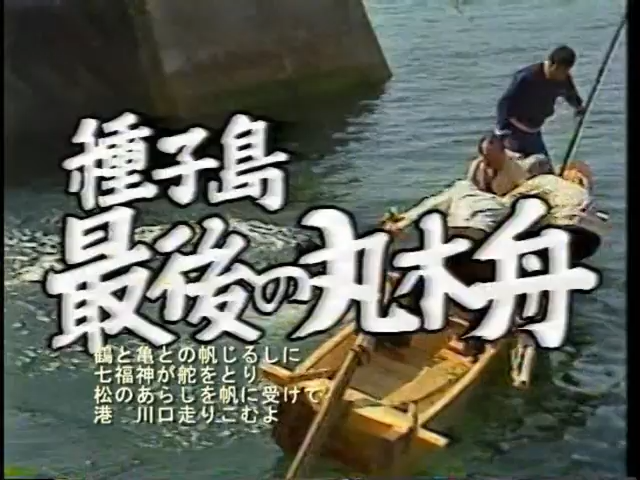 種子島
最後の丸木舟
鶴と亀との帆じるしに
七福神が舵をとり
松のあらしを帆に受けて
港　川口走りこむよ